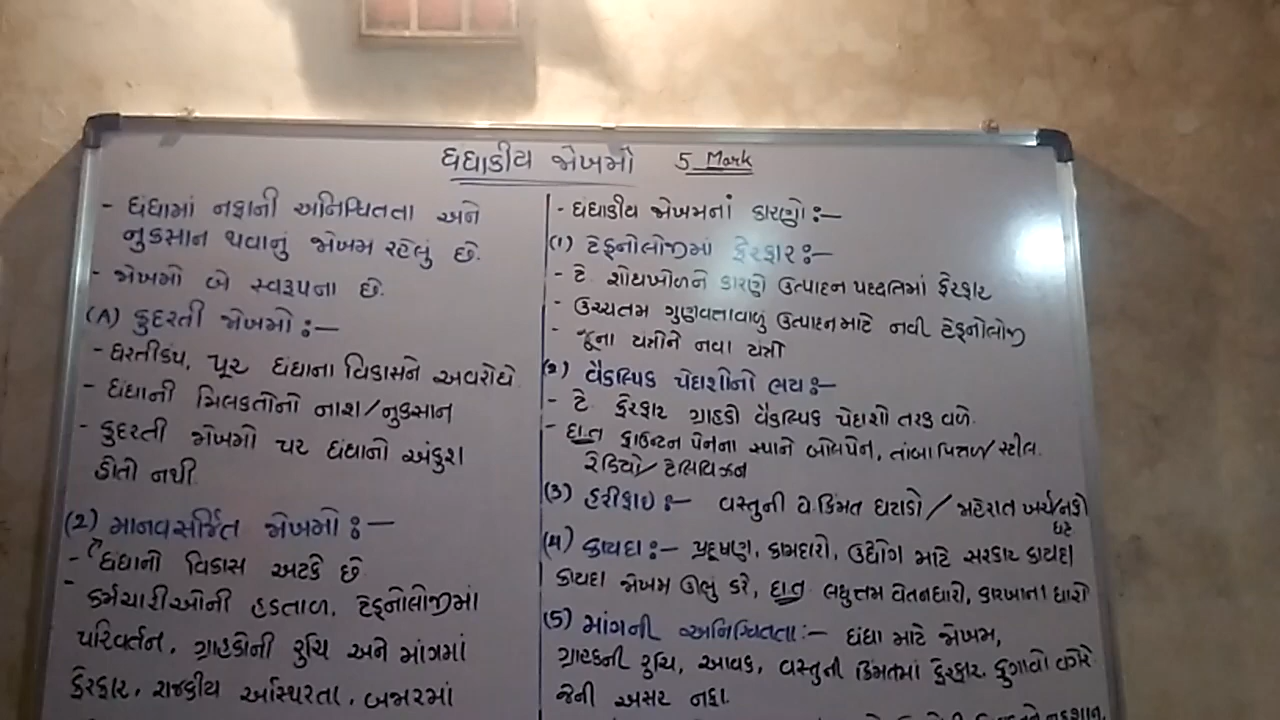 ધંધાકીય જોખમો 5 Mark
- ધંધામાં નફાની અનિશ્ચિતતા અને
નુકસાન થવાનું જોખમ રહેલું છે.
- જોખમો બે સ્વરૂપના છે.
(A) કુદરતી જોખમો :—
- ધરતીકંપ, પૂર ધંધાના વિકાસને અવરોધે
- ધંધાની મિલકતોનો નાશ/નુકસાન
- કુદરતી જોખમો પર ધંધાનો અંકુશ
હોતો નથી.
(2) માનવસર્જિત જોખમો :—
- ધંધાનો વિકાસ અટકે છે
- કર્મચારીઓની હડતાળ, ટેક્નોલોજીમાં
પરિવર્તન, ગ્રાહકોની રુચિ અને માંગમાં
ફેરફાર, રાજકીય અસ્થિરતા, બજારમાં
- ધંધાકીય જોખમનાં કારણો :—
(1) ટેક્નોલોજીમાં ફેરફાર :—
- ટે. શોધખોળને કારણે ઉત્પાદન પદ્ધતિમાં ફેરફાર
- ઉચ્ચતમ ગુણવત્તાવાળું ઉત્પાદન માટે નવી ટેક્નોલોજી
- જૂના યંત્રોને નવા યંત્રો
(2) વૈકલ્પિક પેદાશોનો ભય :—
- ટે. ફેરફાર ગ્રાહકો વૈકલ્પિક પેદાશો તરફ વળે.
- દા.ત ફાઉન્ટન પેનના સ્થાને બોલપેન, તાંબાપિત્તળ/સ્ટીલ.
રેડિયો/ટેલિવિઝન
(3) હરીફાઇ :— વસ્તુની વે.કિંમત ઘટાડો / જાહેરાત ખર્ચ/નફો
ઘટે
(4) કાયદા :— પ્રદૂષણ, કામદારો, ઉદ્યોગ માટે સરકાર કાયદા
કાયદા જોખમ ઊભું કરે, દા.ત લઘુત્તમ વેતનધારો, કારખાના ધારો
(5) માંગની અનિશ્ચિતતા :— ધંધા માટે જોખમ,
ગ્રાહકની રુચિ, આવક, વસ્તુની કિંમતમાં ફેરફાર, ફુગાવો વગેરે
જેની અસર નફા.